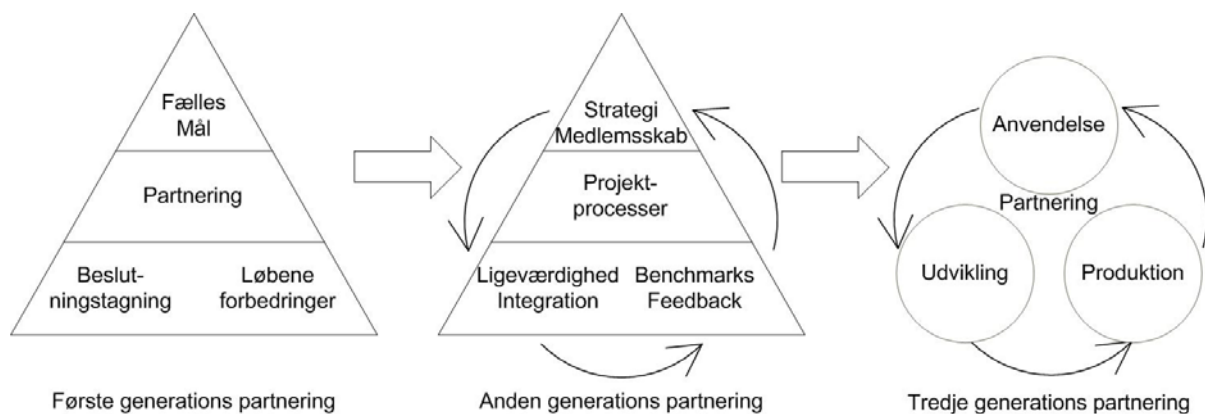 Fælles
Mål
Partnering
Beslut-
ningstagning
Løbene
forbedringer
Første generations partnering
Strategi
Medlemsskab
Projekt-
processer
Ligeværdighed
Integration
Benchmarks
Feedback
Anden generations partnering
Anvendelse
Partnering
Udvikling
Produktion
Tredje generations partnering